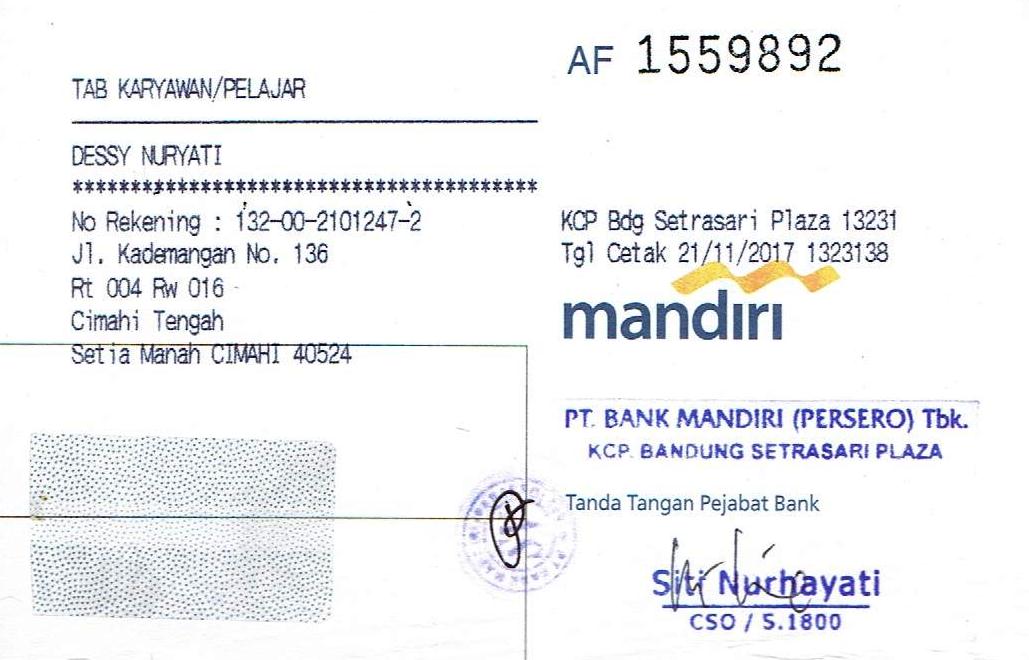 AF 1559892
TAB KARYAWAN/PELAJAR
DESSY NURYATI
****************************************
No Rekening : 132-00-2101247-2
Jl. Kademangan No. 136
Rt 004 Rw 016
Cimahi Tengah
Setia Manah CIMAHI 40524
KCP Bdg Setrasari Plaza 13231
Tgl Cetak 21/11/2017 1323138
mandiri
PT. BANK MANDIRI (PERSERO) Tbk.
KCP. BANDUNG SETRASARI PLAZA
Tanda Tangan Pejabat Bank
Siti Nurhayati
CSO / S.1800